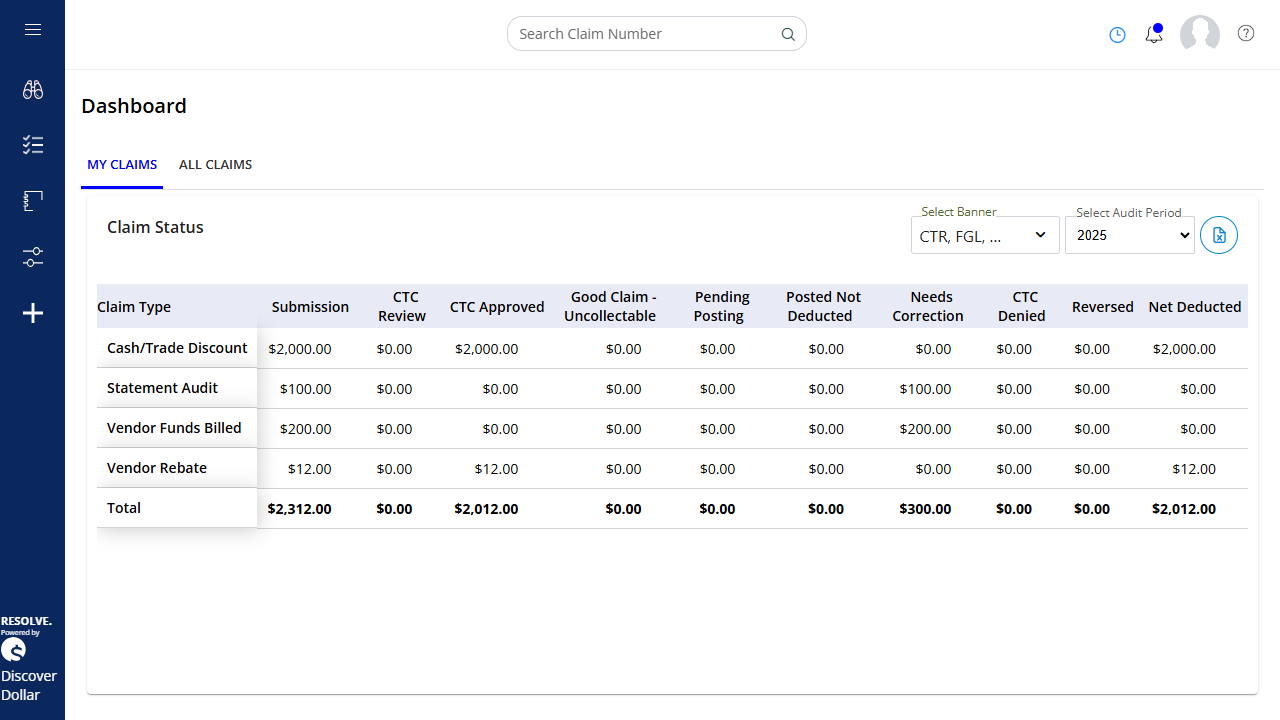 Search Claim Number
Dashboard
MY CLAIMS ALL CLAIMS
Claim Status
Select Banner
CTR, FGL, ...
Select Audit Period
2025
Claim Type Submission CTC Review CTC Approved Good Claim - Uncollectable Pending Posting Posted Not Deducted Needs Correction CTC Denied Reversed Net Deducted
Cash/Trade Discount $2,000.00 $0.00 $2,000.00 $0.00 $0.00 $0.00 $0.00 $0.00 $0.00 $2,000.00
Statement Audit $100.00 $0.00 $0.00 $0.00 $0.00 $0.00 $100.00 $0.00 $0.00 $0.00
Vendor Funds Billed $200.00 $0.00 $0.00 $0.00 $0.00 $0.00 $200.00 $0.00 $0.00 $0.00
Vendor Rebate $12.00 $0.00 $12.00 $0.00 $0.00 $0.00 $0.00 $0.00 $0.00 $12.00
Total $2,312.00 $0.00 $2,012.00 $0.00 $0.00 $0.00 $300.00 $0.00 $0.00 $2,012.00
RESOLVE.
Powered by
Discover
Dollar